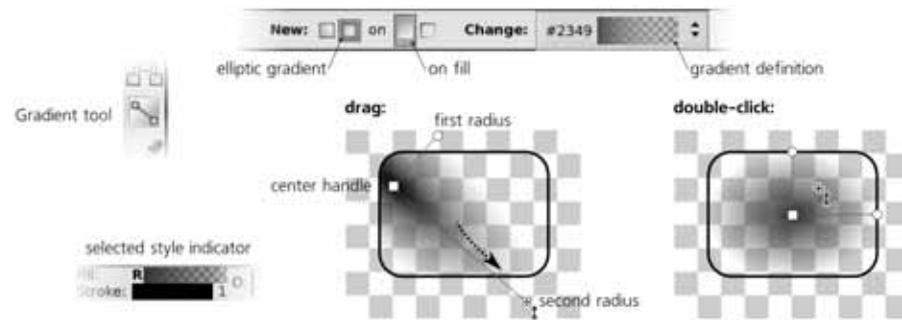 New: on Change: #2349
elliptic gradient
on fill
gradient definition
Gradient tool
drag:
double-click:
first radius
center handle
selected style indicator
R
Stroke: 1
second radius